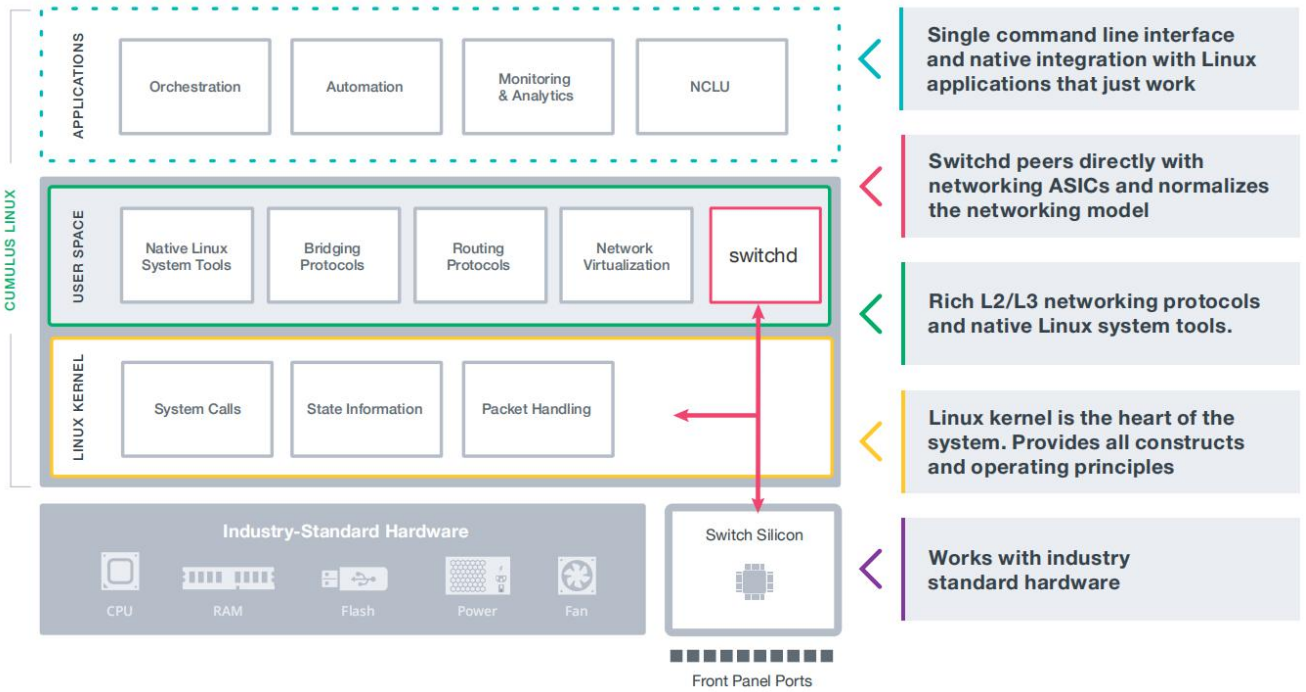 CUMULUS LINUX
APPLICATIONS
Orchestration
Automation
Monitoring
& Analytics
NCLU
Single command line interface
and native integration with Linux
applications that just work
USER SPACE
Native Linux
System Tools
Bridging
Protocols
Routing
Protocols
Network
Virtualization
switchd
Switchd peers directly with
networking ASICs and normalizes
the networking model
Rich L2/L3 networking protocols
and native Linux system tools.
LINUX KERNEL
System Calls
State Information
Packet Handling
Linux kernel is the heart of the
system. Provides all constructs
and operating principles
Industry-Standard Hardware
CPU
RAM
Flash
Power
Fan
Switch Silicon
Front Panel Ports
Works with industry
standard hardware